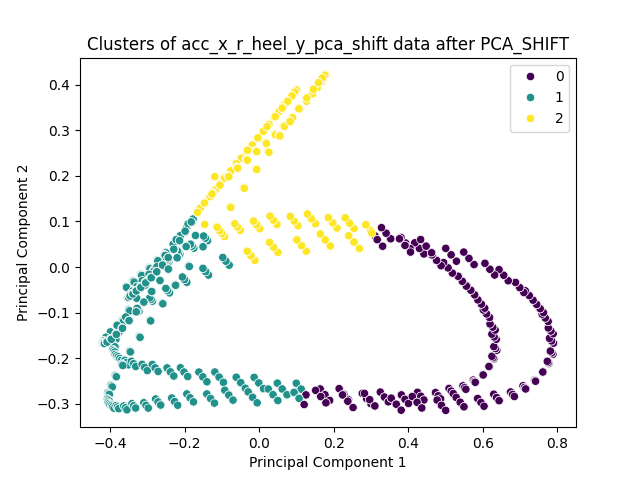 Clusters of acc_x_r_heel_y_pca_shift data after PCA_SHIFT
0
1
2
0.4
0.3
0.2
0.1
0.0
−0.1
−0.2
−0.3
Principal Component 2
−0.4 −0.2 0.0 0.2 0.4 0.6 0.8
Principal Component 1